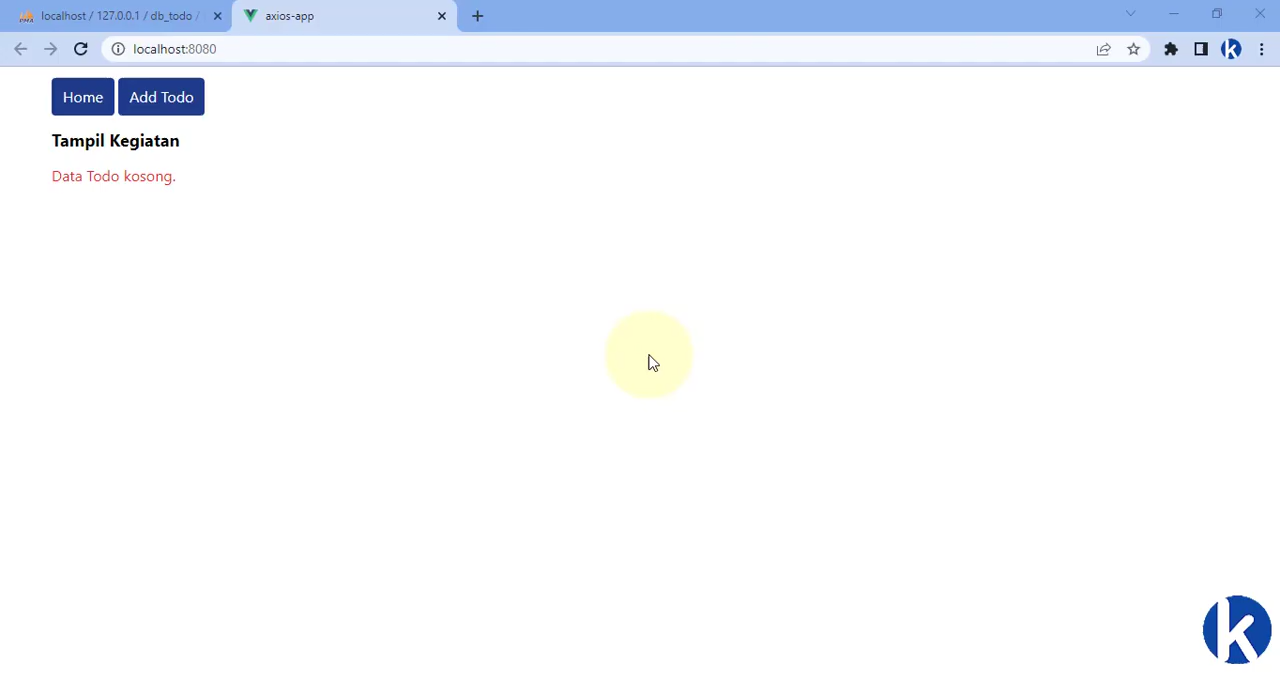 localhost / 127.0.0.1 / db_todo /
axios-app
localhost:8080
Home
Add Todo
Tampil Kegiatan
Data Todo kosong.
k
k